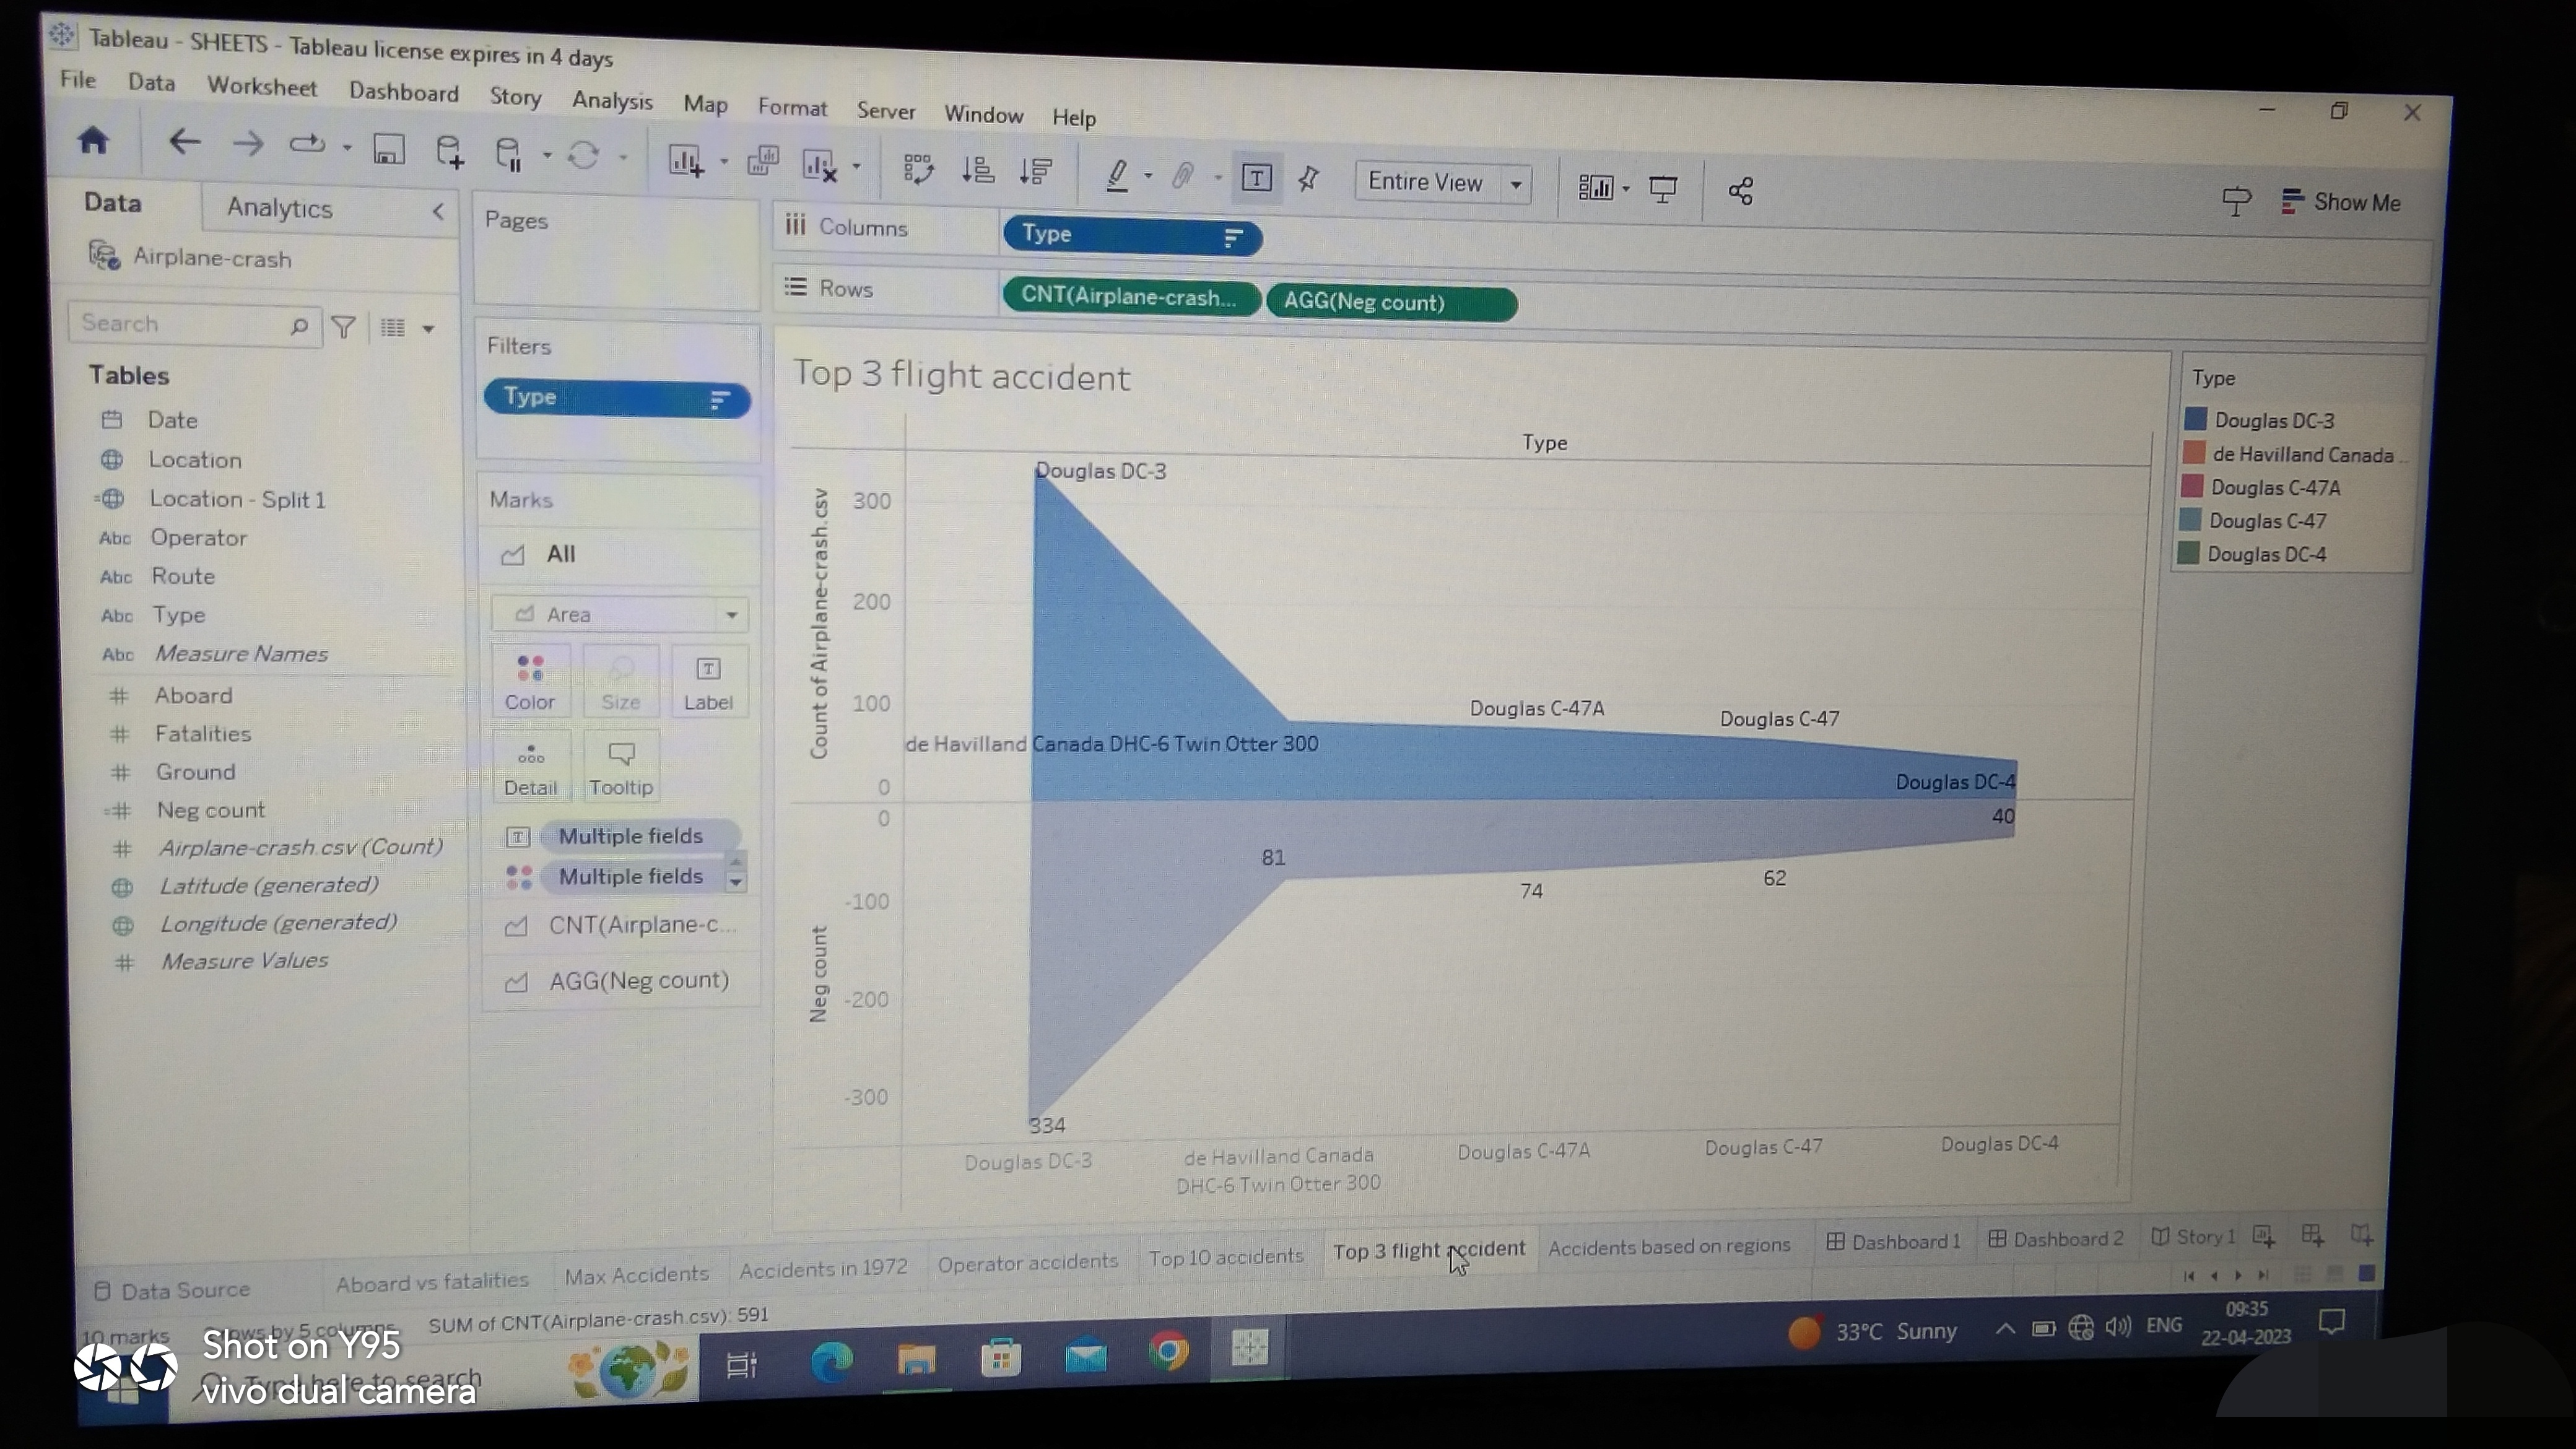 Tableau - SHEETS - Tableau license expires in 4 days
File Data Worksheet Dashboard Story Analysis Map Format Server Window Help
Entire View
Show Me
Data Analytics
Airplane-crash
Search
Tables
Date
Location
Location - Split 1
Abc Operator
Abc Route
Abc Type
Abc Measure Names
# Aboard
# Fatalities
# Ground
=# Neg count
# Airplane-crash.csv (Count)
Latitude (generated)
Longitude (generated)
# Measure Values
Pages
Filters
Type
Marks
All
Area
Color Size Label
Detail Tooltip
Multiple fields
Multiple fields
CNT(Airplane-c...
AGG(Neg count)
Columns
Type
Rows
CNT(Airplane-crash... AGG(Neg count)
Top 3 flight accident
Type
Douglas DC-3
300
200
100
0
Count of Airplane-crash.csv
Douglas C-47A
Douglas C-47
de Havilland Canada DHC-6 Twin Otter 300
Douglas DC-4
0
-100
-200
-300
Neg count
40
81
74
62
334
Douglas DC-3
de Havilland Canada
DHC-6 Twin Otter 300
Douglas C-47A
Douglas C-47
Douglas DC-4
Type
Douglas DC-3
de Havilland Canada ..
Douglas C-47A
Douglas C-47
Douglas DC-4
Data Source Aboard vs fatalities Max Accidents Accidents in 1972 Operator accidents Top 10 accidents Top 3 flight accident Accidents based on regions Dashboard 1 Dashboard 2 Story 1
10 marks rows by 5 columns SUM of CNT(Airplane-crash.csv): 591
Type here to search
33°C Sunny
ENG
09:35
22-04-2023
Shot on Y95
vivo dual camera